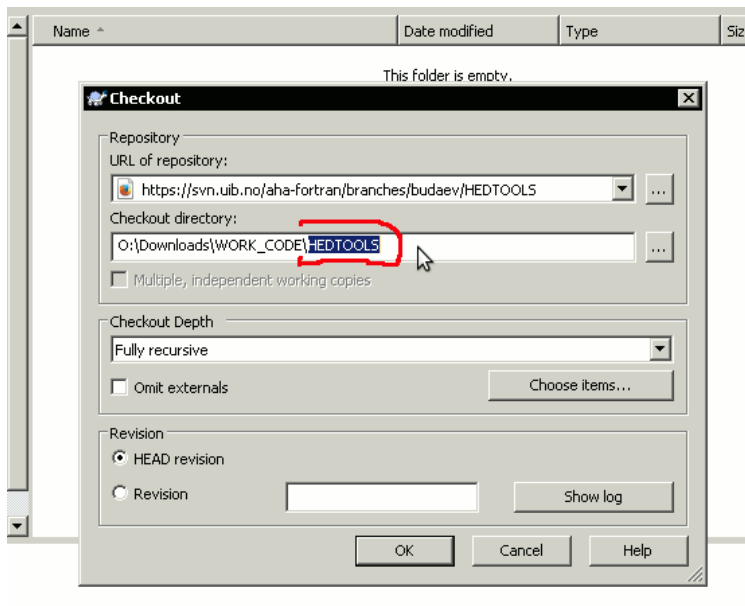 Name Date modified Type Siz
This folder is empty.
Checkout
Repository
URL of repository:
https://svn.uib.no/aha-fortran/branches/budaev/HEDTOOLS ...
Checkout directory:
O:\Downloads\WORK_CODE\HEDTOOLS ...
Multiple, independent working copies
Checkout Depth
Fully recursive
Omit externals Choose items...
Revision
HEAD revision
Revision Show log
OK Cancel Help